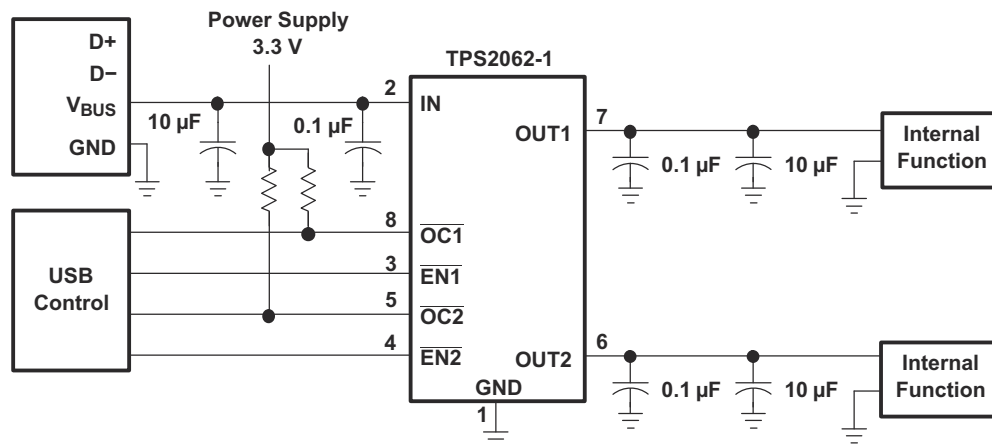 Power Supply
3.3 V
TPS2062-1
D+
D−
VBUS
GND
10 µF
0.1 µF
2
IN
8
OC1
3
EN1
5
OC2
4
EN2
GND
1
USB
Control
OUT1
7
0.1 µF
10 µF
Internal
Function
OUT2
6
0.1 µF
10 µF
Internal
Function